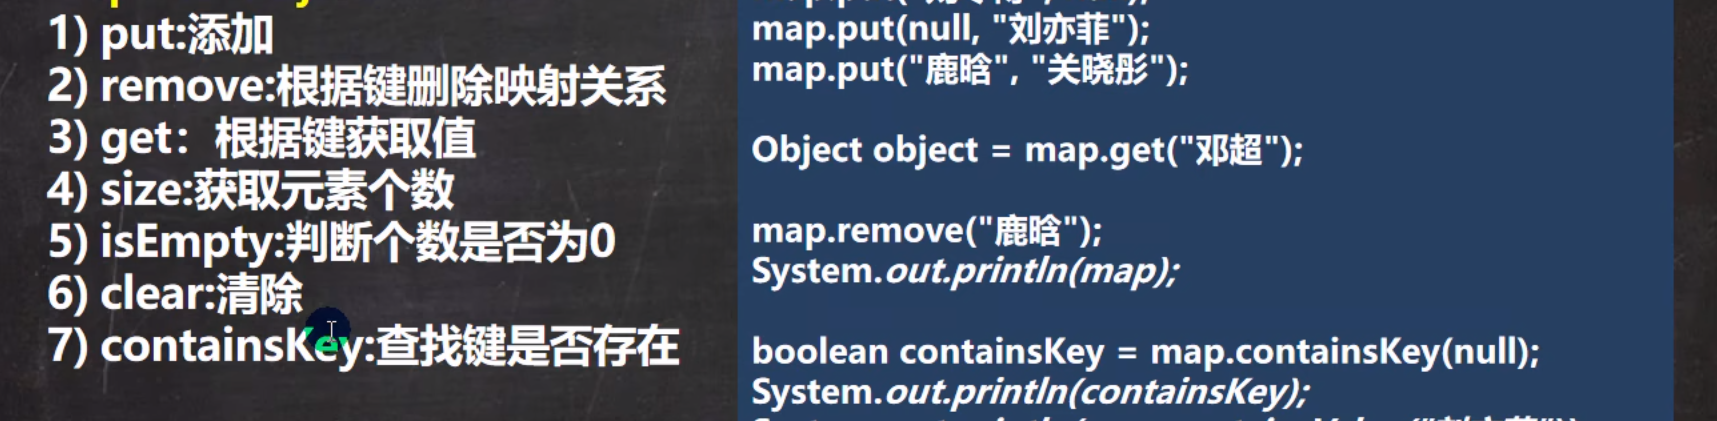 1) put:添加
2) remove:根据键删除映射关系
3) get：根据键获取值
4) size:获取元素个数
5) isEmpty:判断个数是否为0
6) clear:清除
7) containsKey:查找键是否存在
map.put(null, "刘亦菲");
map.put("鹿晗", "关晓彤");
Object object = map.get("邓超");
map.remove("鹿晗");
System.out.println(map);
boolean containsKey = map.containsKey(null);
System.out.println(containsKey);